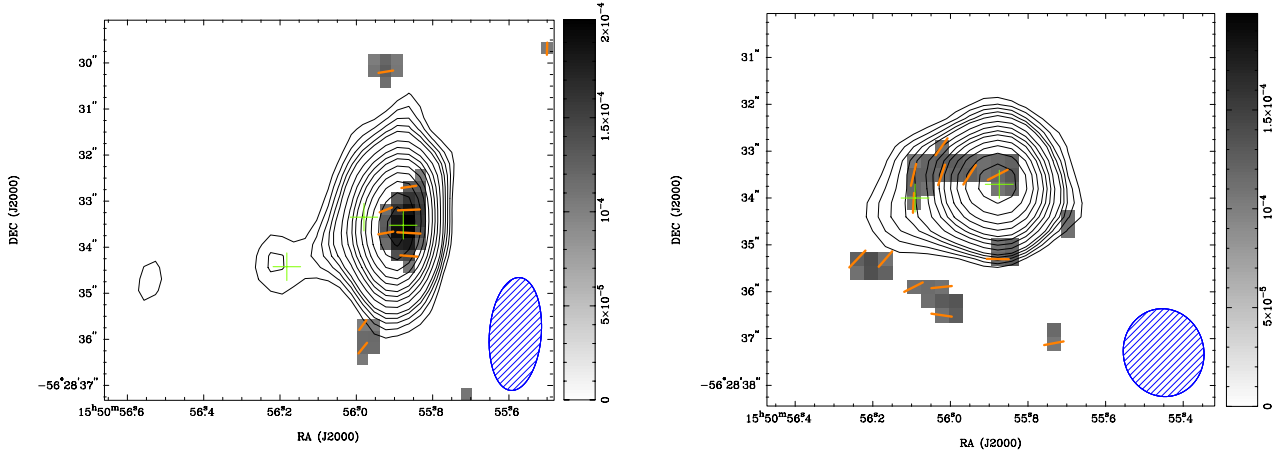 30"
31"
32"
33"
34"
35"
36"
−56°28'37"
DEC (J2000)
15ʰ50ᵐ56ˢ.6
56ˢ.4
56ˢ.2
56ˢ.0
55ˢ.8
55ˢ.6
RA (J2000)
0
5×10⁻⁵
10⁻⁴
1.5×10⁻⁴
2×10⁻⁴
31"
32"
33"
34"
35"
36"
37"
−56°28'38"
DEC (J2000)
15ʰ50ᵐ56ˢ.4
56ˢ.2
56ˢ.0
55ˢ.8
55ˢ.6
55ˢ.4
RA (J2000)
0
5×10⁻⁵
10⁻⁴
1.5×10⁻⁴